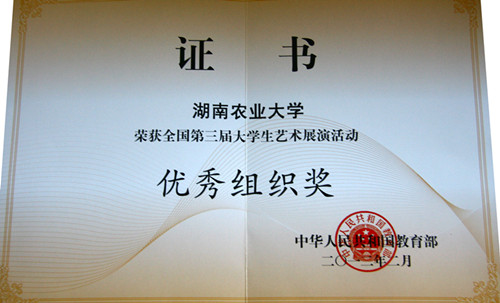 证书
湖南农业大学
荣获全国第三届大学生艺术展演活动
优秀组织奖
中华人民共和国教育部
二〇一二年二月